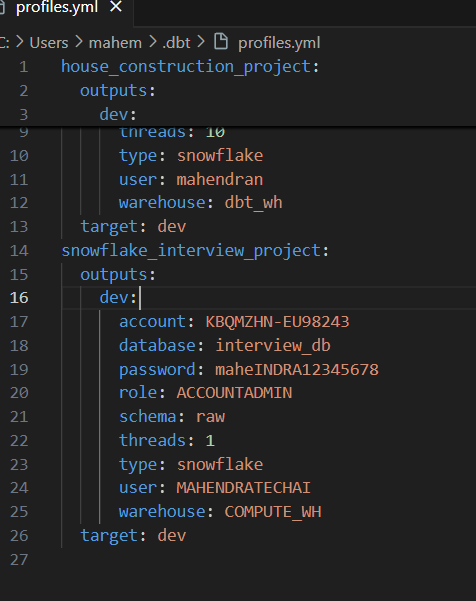 profiles.yml
C: > Users > mahem > .dbt > profiles.yml
1 house_construction_project:
2 outputs:
3 dev:
9 threads: 10
10 type: snowflake
11 user: mahendran
12 warehouse: dbt_wh
13 target: dev
14 snowflake_interview_project:
15 outputs:
16 dev:
17 account: KBQMZHN-EU98243
18 database: interview_db
19 password: maheINDRA12345678
20 role: ACCOUNTADMIN
21 schema: raw
22 threads: 1
23 type: snowflake
24 user: MAHENDRATECHAI
25 warehouse: COMPUTE_WH
26 target: dev
27